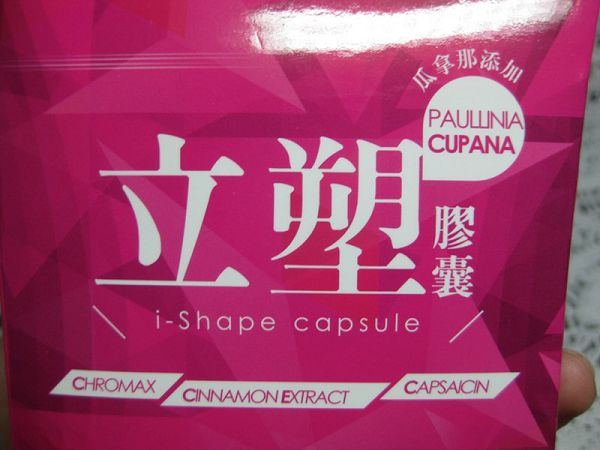 瓜拿那添加
PAULLINIA
CUPANA
立塑
膠囊
i-Shape capsule
CHROMAX
CINNAMON EXTRACT
CAPSAICIN